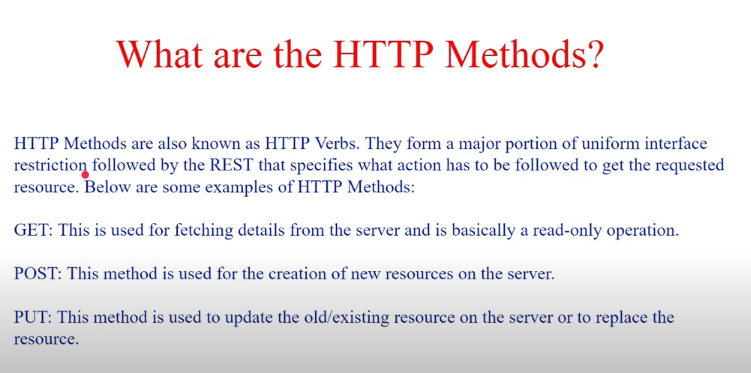 What are the HTTP Methods?
HTTP Methods are also known as HTTP Verbs. They form a major portion of uniform interface
restriction followed by the REST that specifies what action has to be followed to get the requested
resource. Below are some examples of HTTP Methods:
GET: This is used for fetching details from the server and is basically a read-only operation.
POST: This method is used for the creation of new resources on the server.
PUT: This method is used to update the old/existing resource on the server or to replace the
resource.